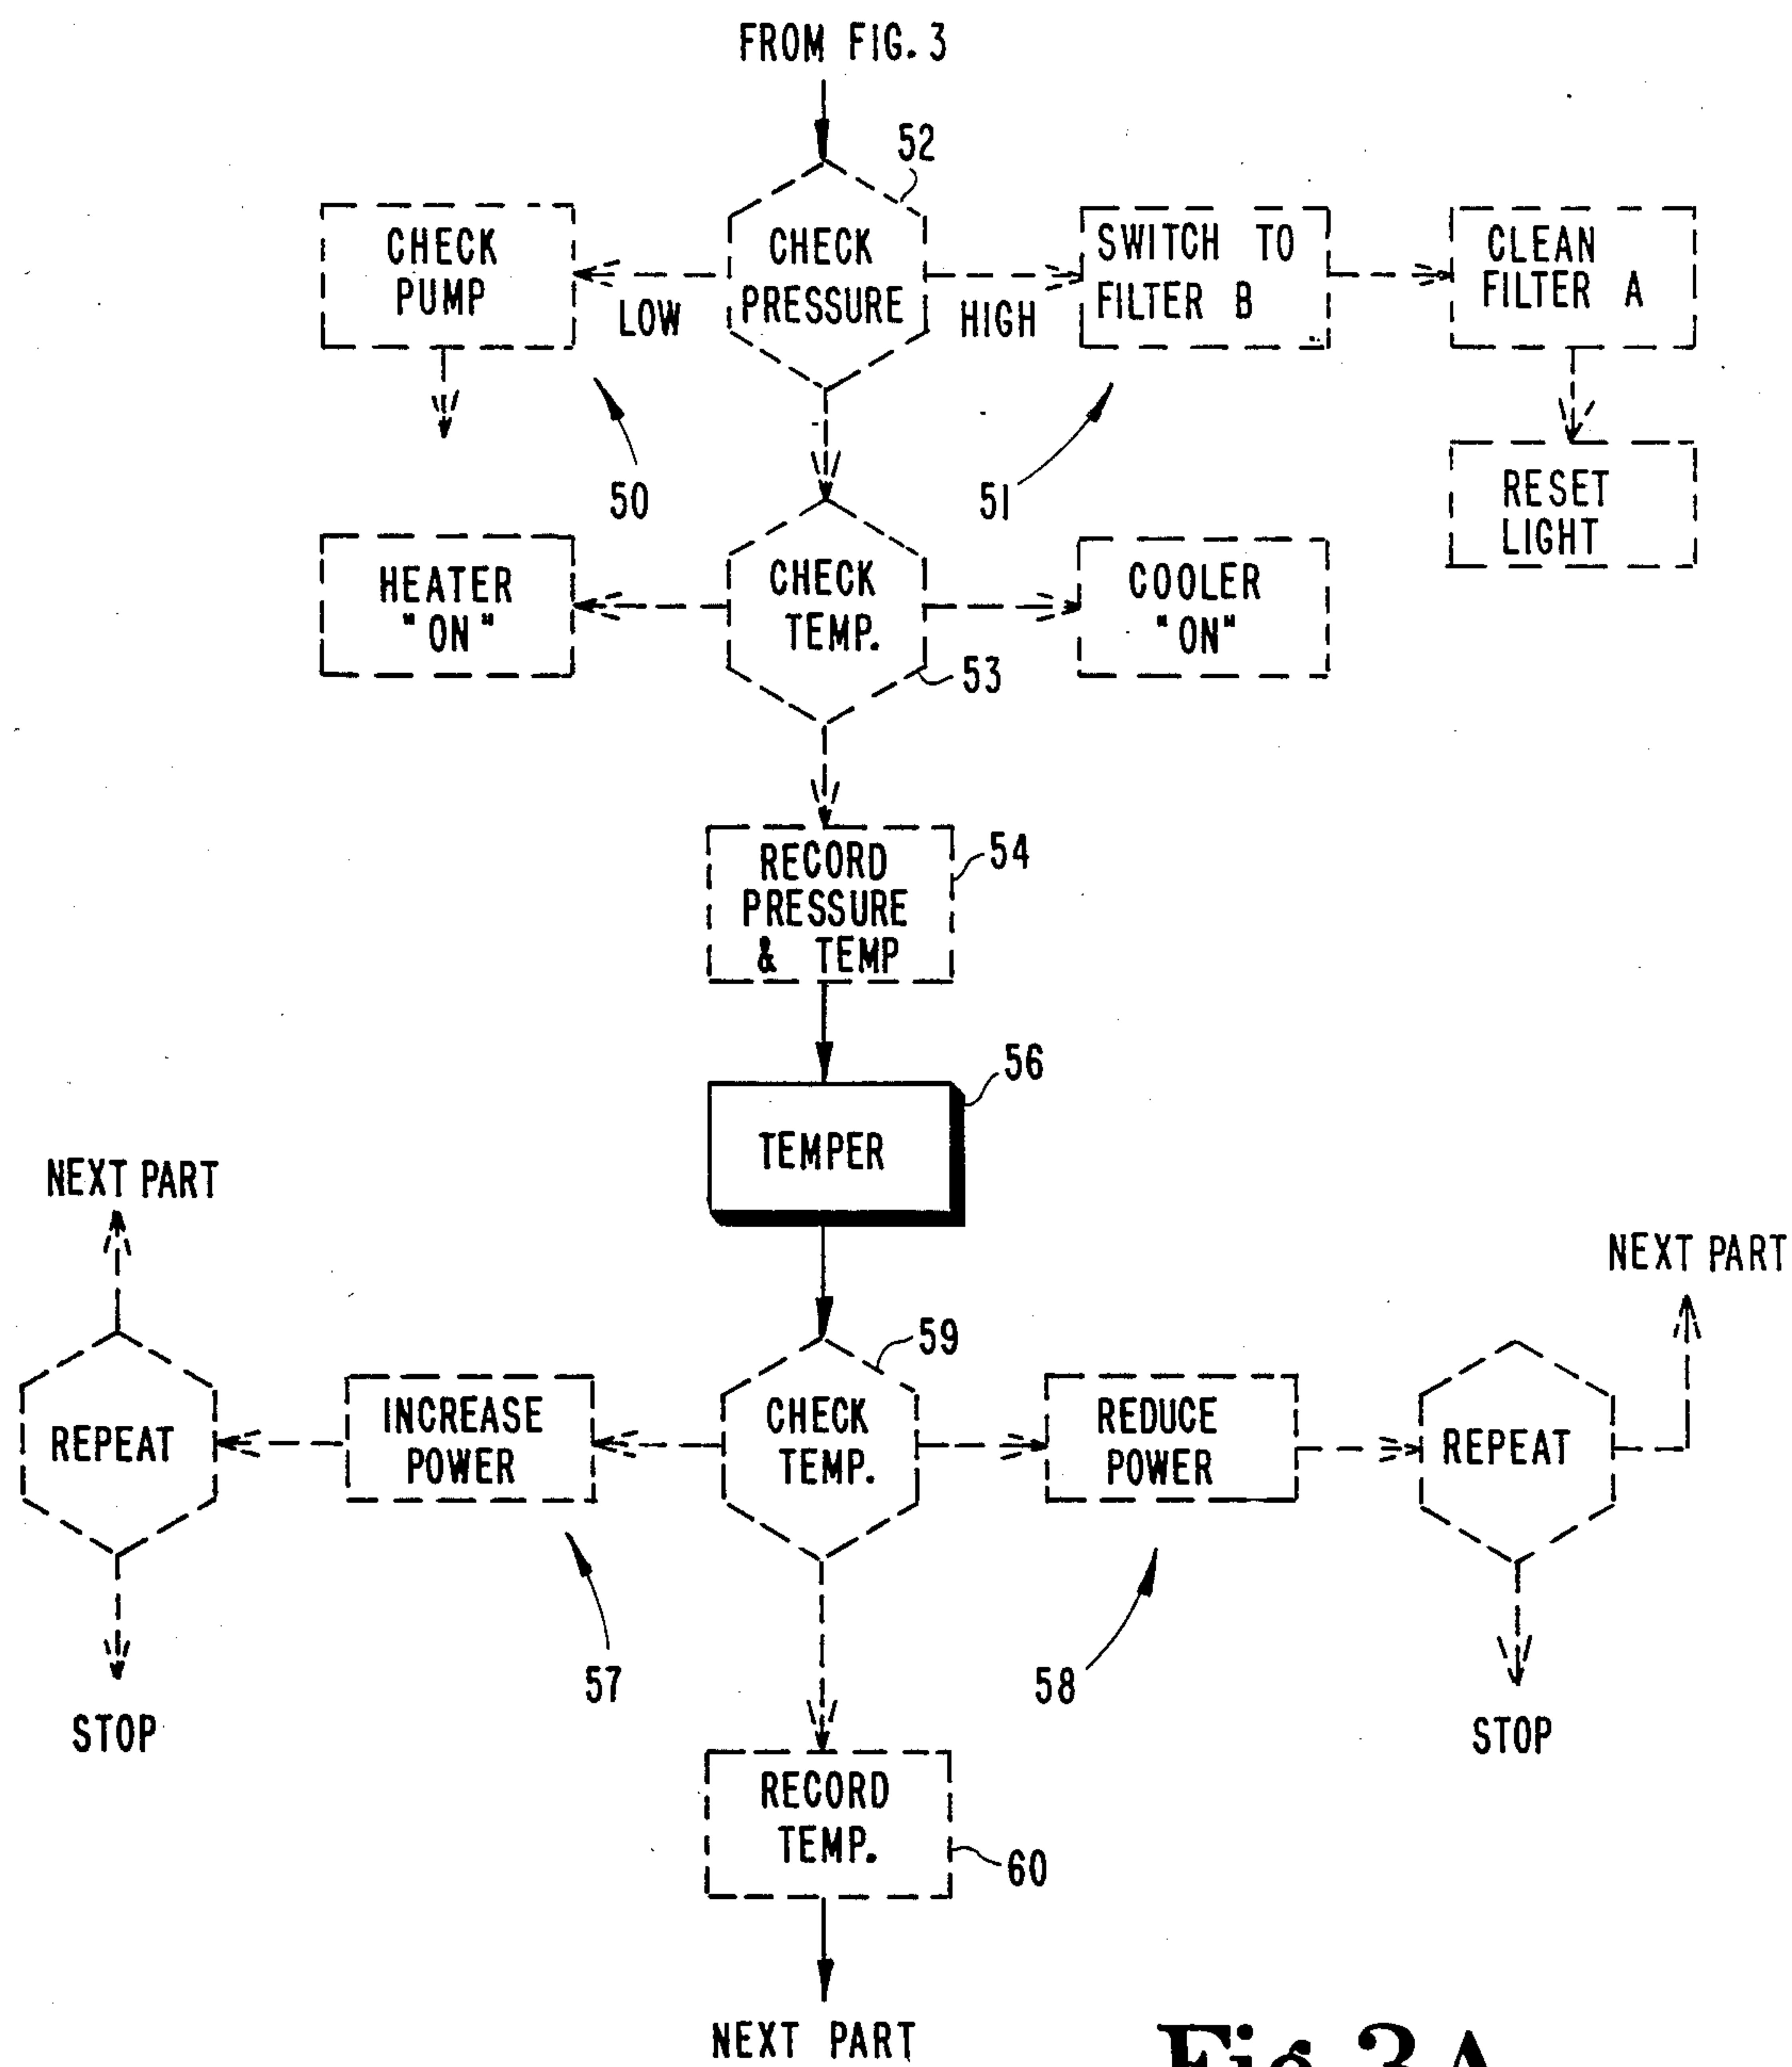 FROM FIG. 3
52
CHECK
PUMP
LOW
CHECK
PRESSURE
HIGH
SWITCH TO
FILTER B
CLEAN
FILTER A
50
51
RESET
LIGHT
HEATER
"ON"
CHECK
TEMP.
53
COOLER
"ON"
RECORD
PRESSURE
& TEMP
54
TEMPER
56
NEXT PART
NEXT PART
59
REPEAT
INCREASE
POWER
CHECK
TEMP.
REDUCE
POWER
REPEAT
57
58
STOP
STOP
RECORD
TEMP.
60
NEXT PART
Fig. 3A